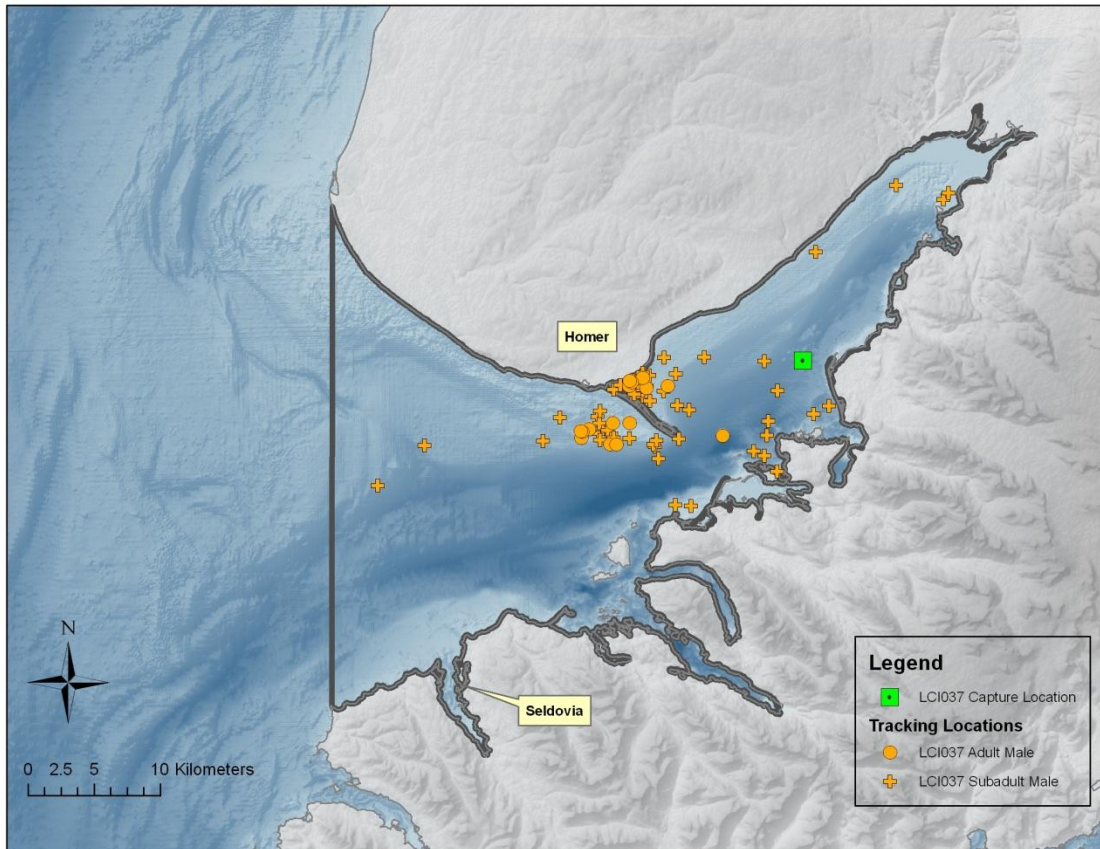 Homer
N
Seldovia
0 2.5 5 10 Kilometers
Legend
LCI037 Capture Location
Tracking Locations
LCI037 Adult Male
LCI037 Subadult Male